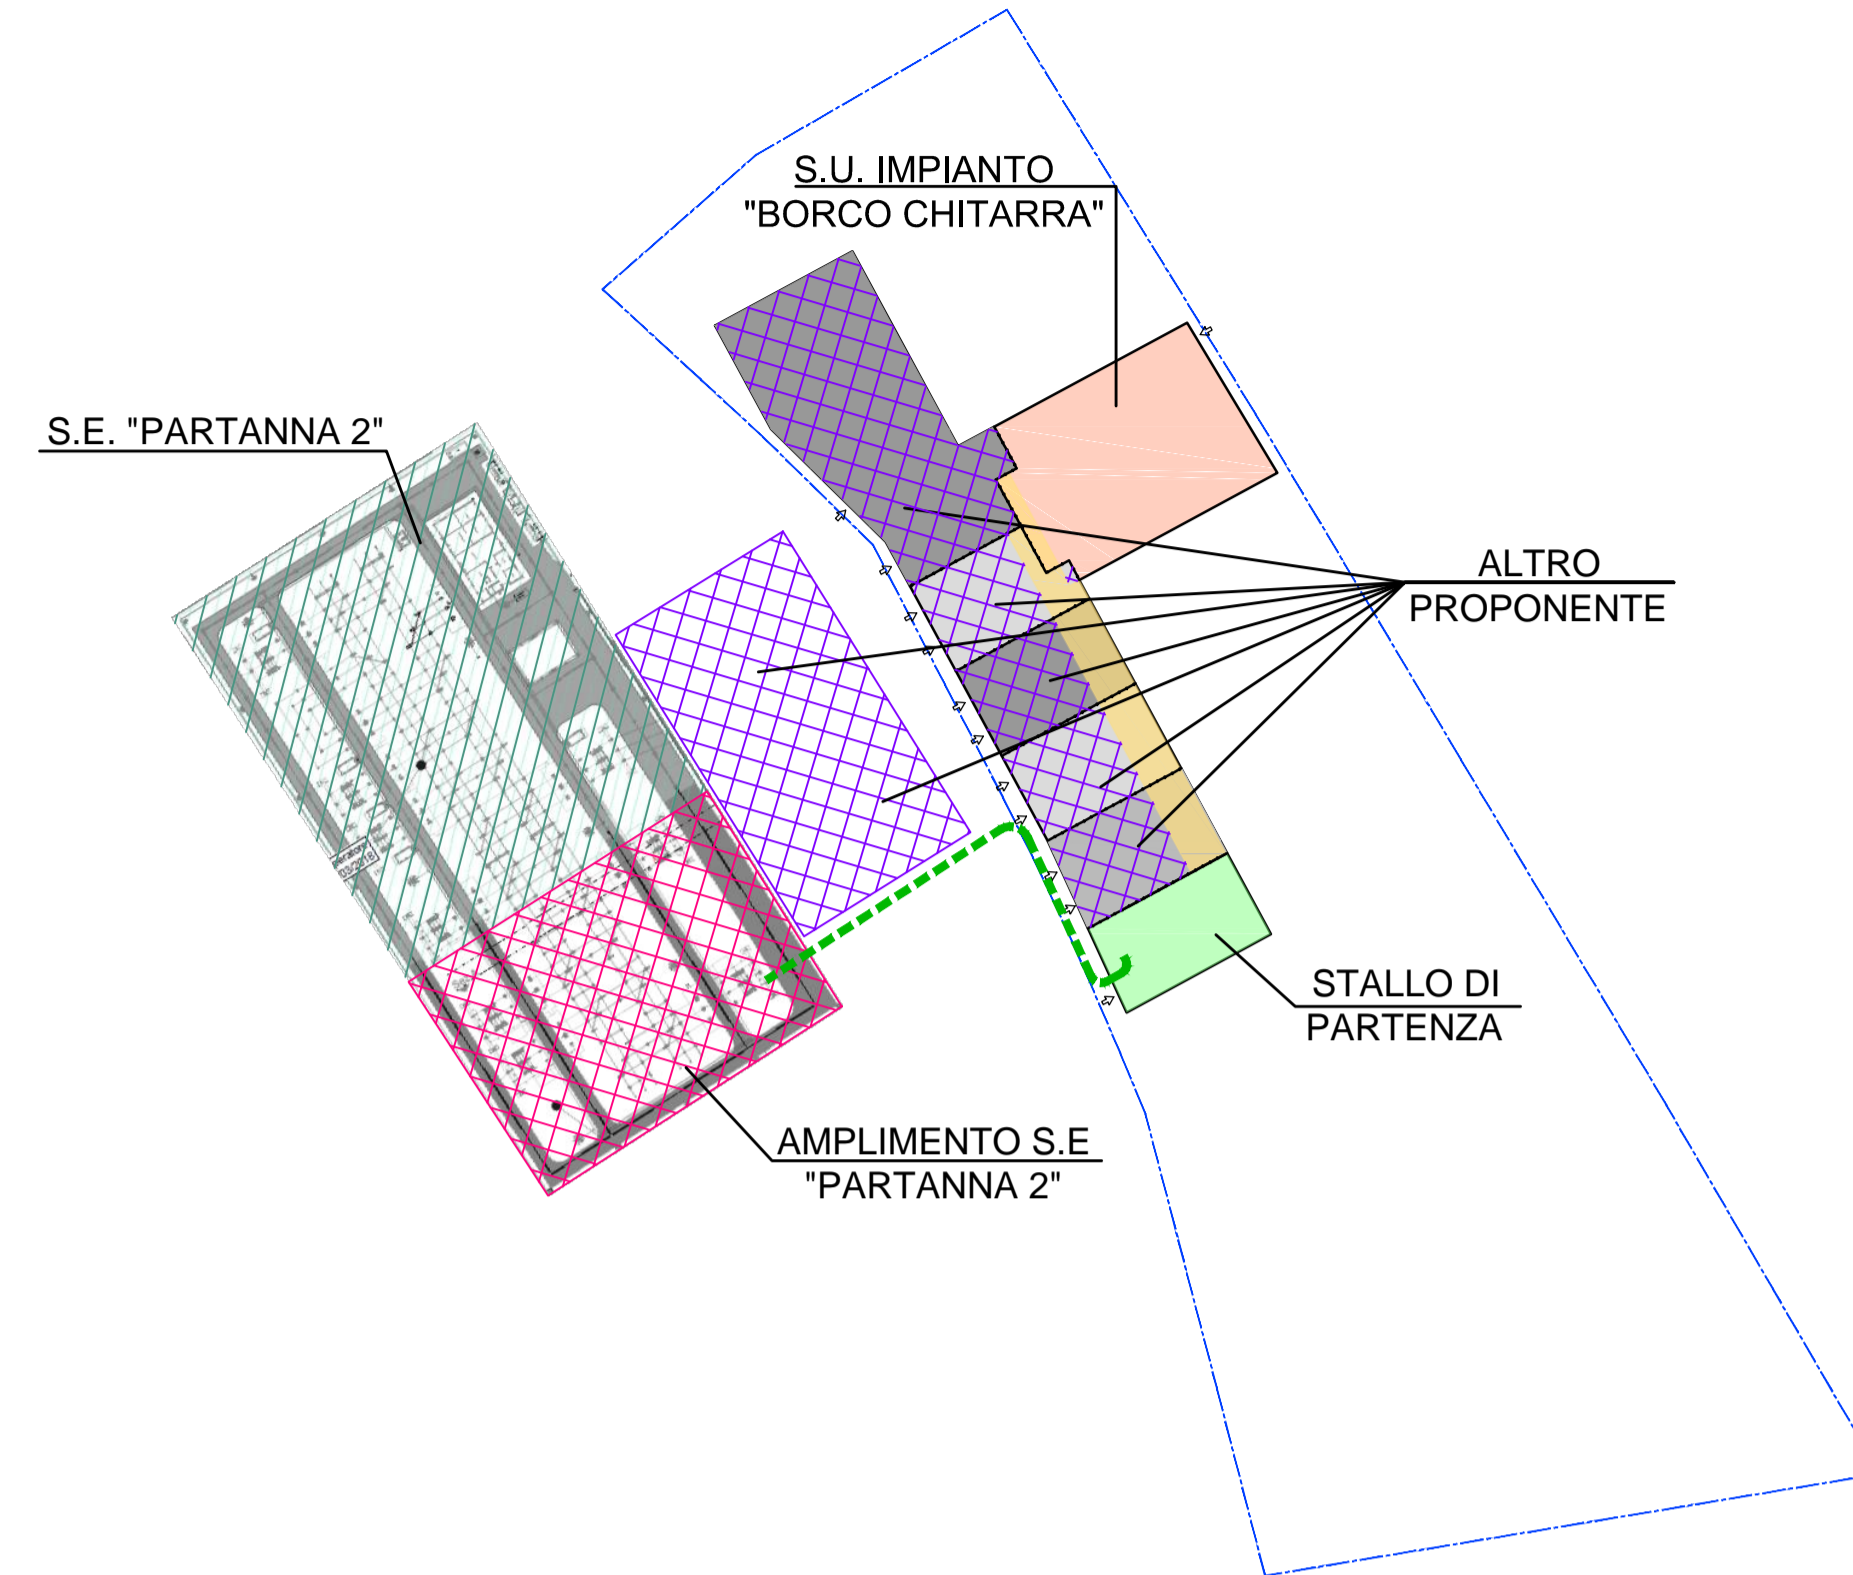 S.U. IMPIANTO
"BORCO CHITARRA"
S.E. "PARTANNA 2"
ALTRO
PROPONENTE
STALLO DI
PARTENZA
AMPLIMENTO S.E
"PARTANNA 2"